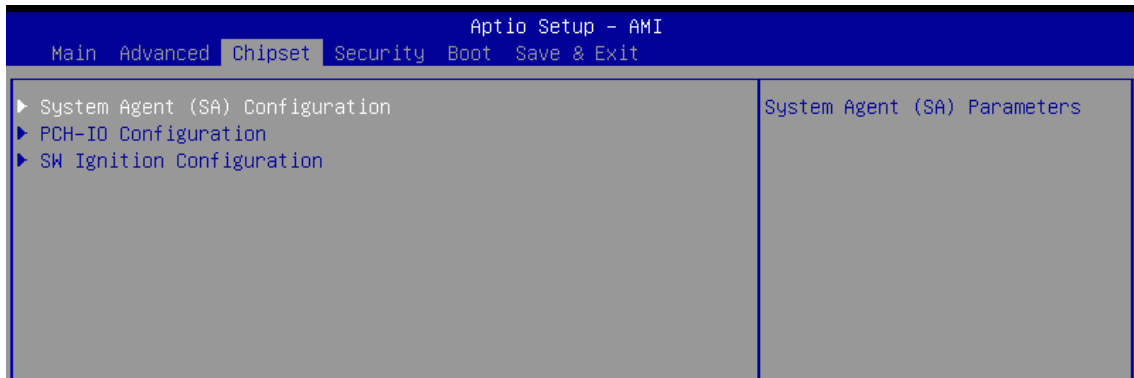 Aptio Setup – AMI
Main Advanced Chipset Security Boot Save & Exit
▶ System Agent (SA) Configuration
▶ PCH-IO Configuration
▶ SW Ignition Configuration
System Agent (SA) Parameters